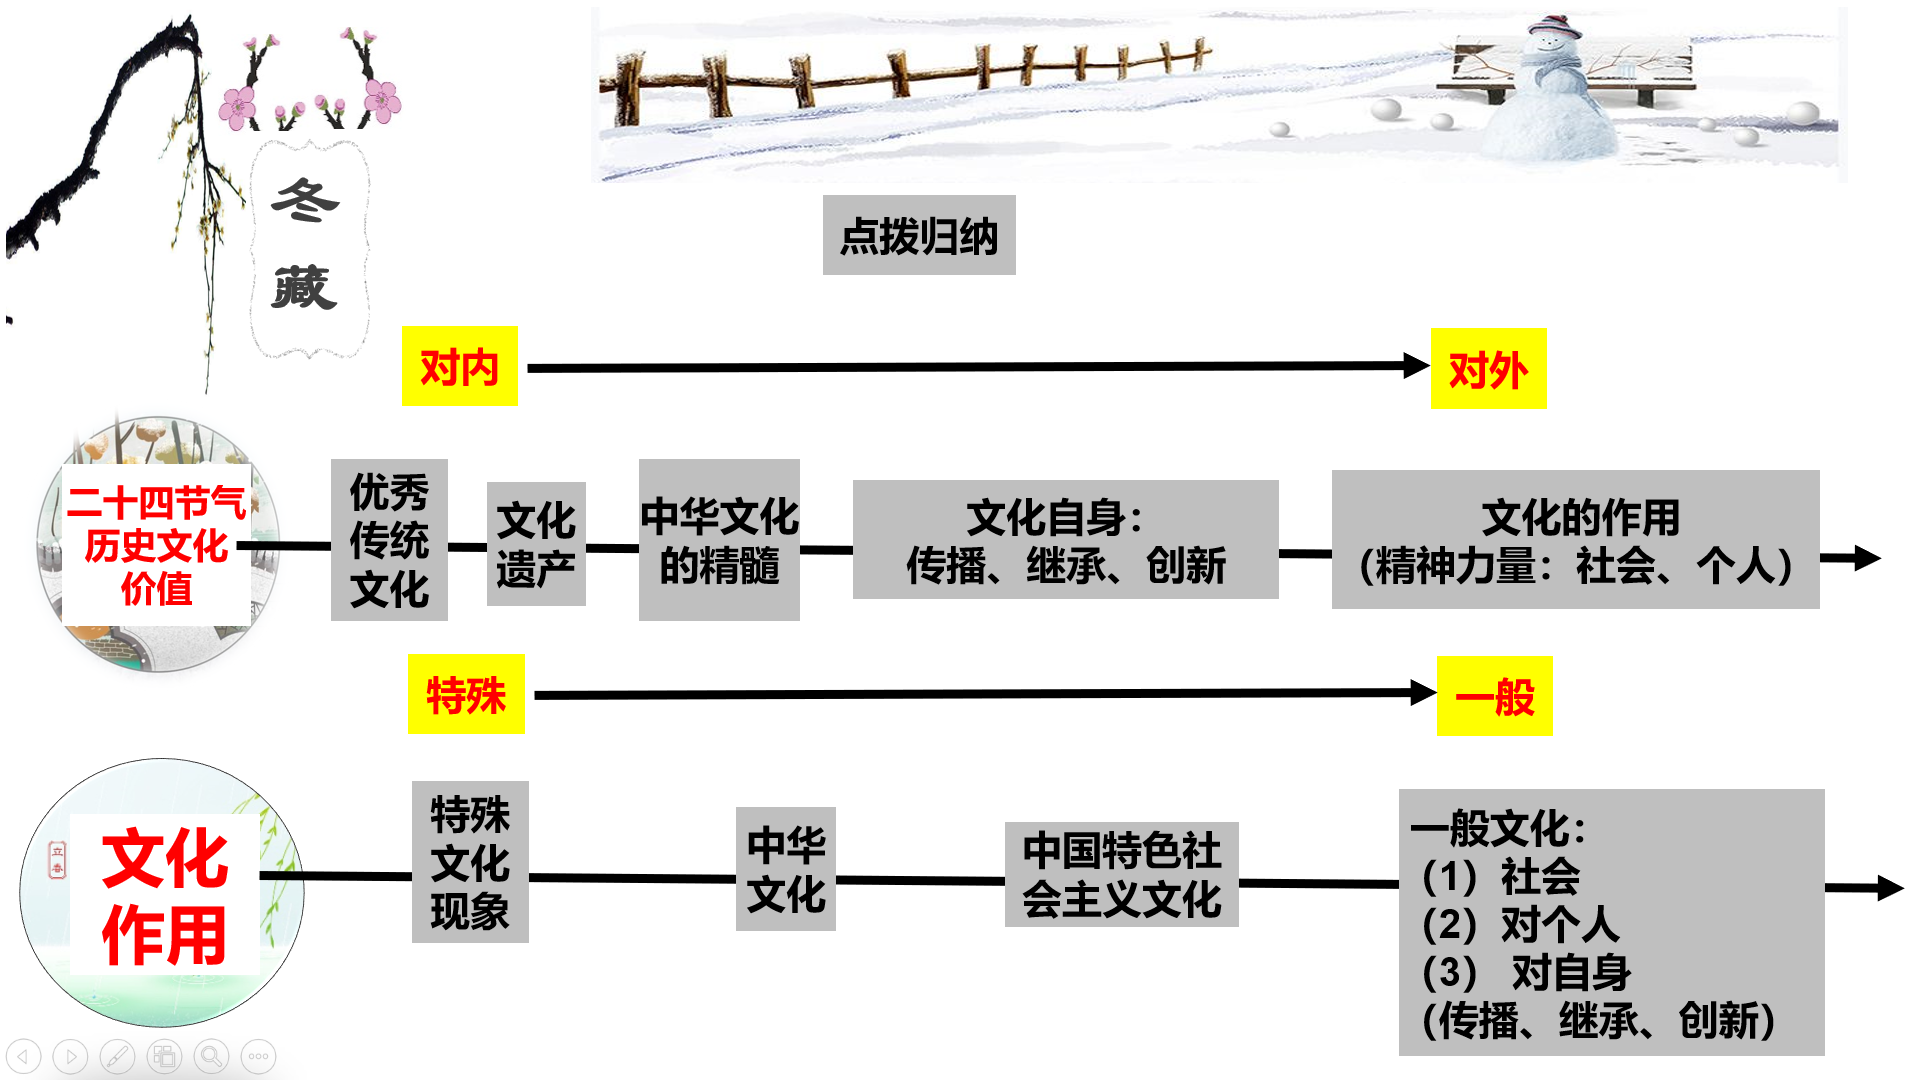 冬
藏
点拨归纳
对内
对外
二十四节气
历史文化
价值
优秀
传统
文化
文化
遗产
中华文化
的精髓
文化自身：
传播、继承、创新
文化的作用
（精神力量：社会、个人）
特殊
一般
立
春
文化
作用
特殊
文化
现象
中华
文化
中国特色社
会主义文化
一般文化：
（1）社会
（2）对个人
（3） 对自身
（传播、继承、创新）